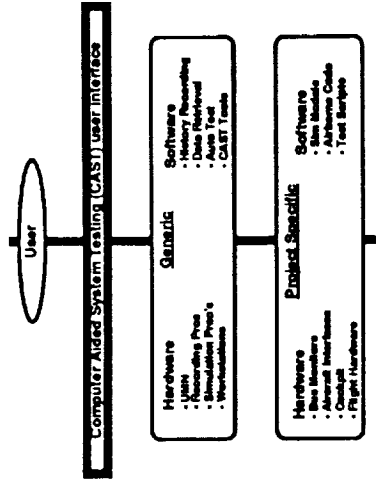 User
Computer Aided System Testing (CAST) user interface
Generic
Hardware
• UMN
• Recording Proc
• Simulation Proc's
• Workstations
Software
• History Recording
• Data Retrieval
• Auto Test
• CAST Tools
Project Specific
Hardware
• Bus Monitors
• Aircraft Interfaces
• Cockpit
• Flight Hardware
Software
• Sim Models
• Airborne Code
• Test Scripts